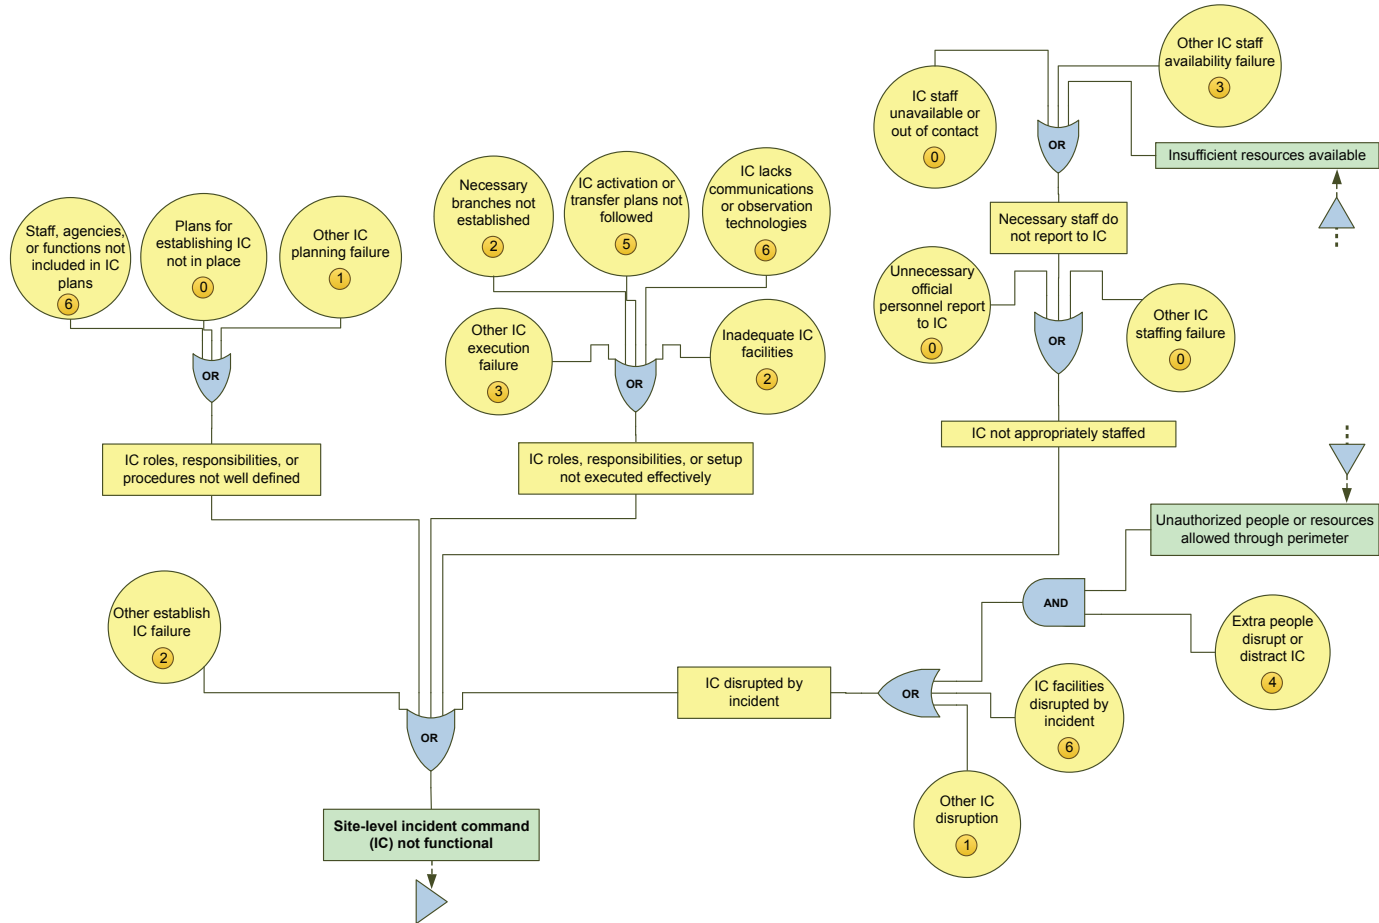 Other IC staff
availability failure
3
IC staff
unavailable or
out of contact
0
OR
Insufficient resources available
Necessary
branches not
established
2
IC activation or
transfer plans not
followed
5
IC lacks
communications
or observation
technologies
6
Staff, agencies,
or functions not
included in IC
plans
6
Plans for
establishing IC
not in place
0
Other IC
planning failure
1
Necessary staff do
not report to IC
Unnecessary
official
personnel report
to IC
0
OR
Other IC
staffing failure
0
OR
Other IC
execution
failure
3
OR
Inadequate IC
facilities
2
IC not appropriately staffed
IC roles, responsibilities, or
procedures not well defined
IC roles, responsibilities, or setup
not executed effectively
Unauthorized people or resources
allowed through perimeter
AND
Extra people
disrupt or
distract IC
4
Other establish
IC failure
2
IC disrupted by
incident
OR
IC facilities
disrupted by
incident
6
OR
Other IC
disruption
1
Site-level incident command
(IC) not functional